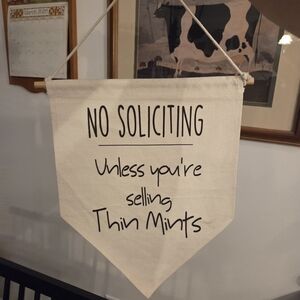 NO SOLICITING
Unless you're
selling
Thin Mints